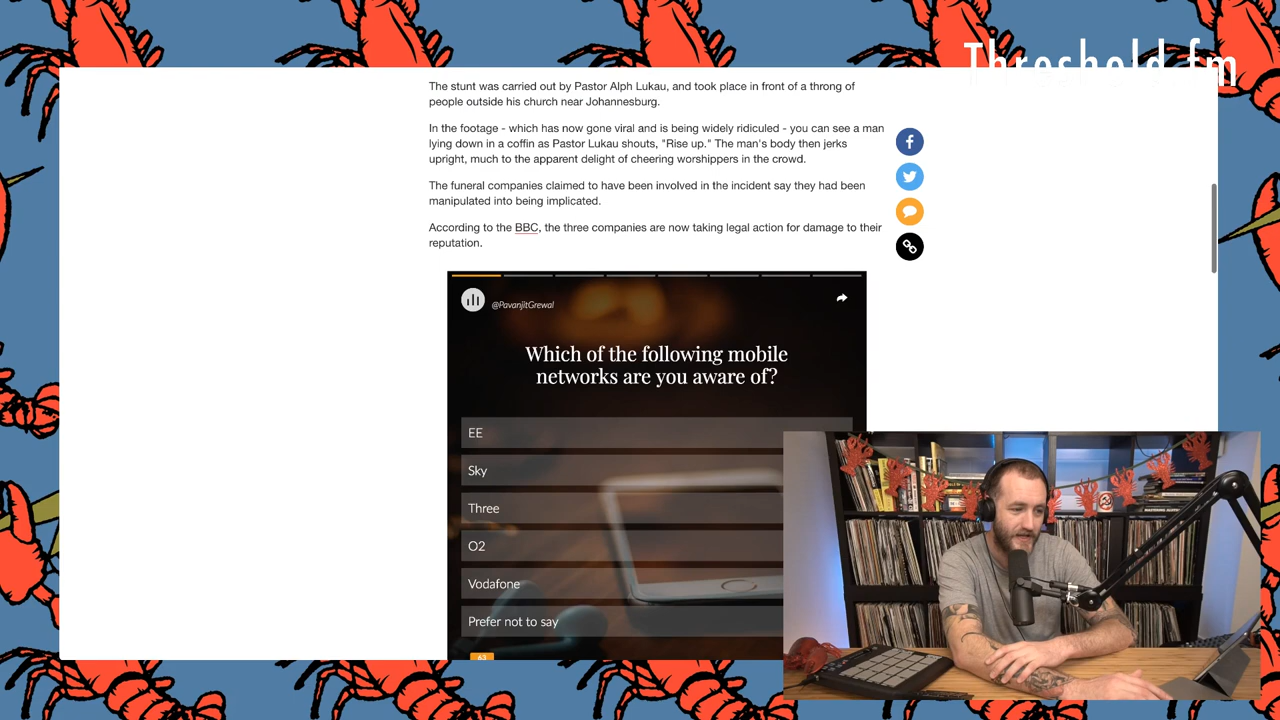 Threshold.fm
The stunt was carried out by Pastor Alph Lukau, and took place in front of a throng of
people outside his church near Johannesburg.
In the footage - which has now gone viral and is being widely ridiculed - you can see a man
lying down in a coffin as Pastor Lukau shouts, "Rise up." The man's body then jerks
upright, much to the apparent delight of cheering worshippers in the crowd.
The funeral companies claimed to have been involved in the incident say they had been
manipulated into being implicated.
According to the BBC, the three companies are now taking legal action for damage to their
reputation.
@PavanjitGrewal
Which of the following mobile
networks are you aware of?
EE
Sky
Three
O2
Vodafone
Prefer not to say
63